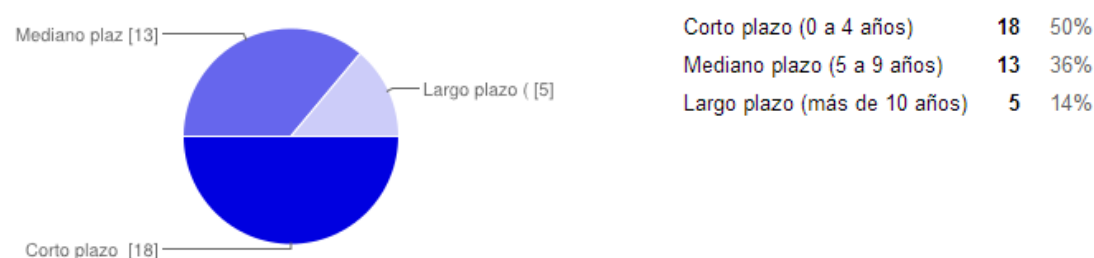 Mediano plaz [13]
Largo plazo ( [5]
Corto plazo [18]
Corto plazo (0 a 4 años) 18 50%
Mediano plazo (5 a 9 años) 13 36%
Largo plazo (más de 10 años) 5 14%